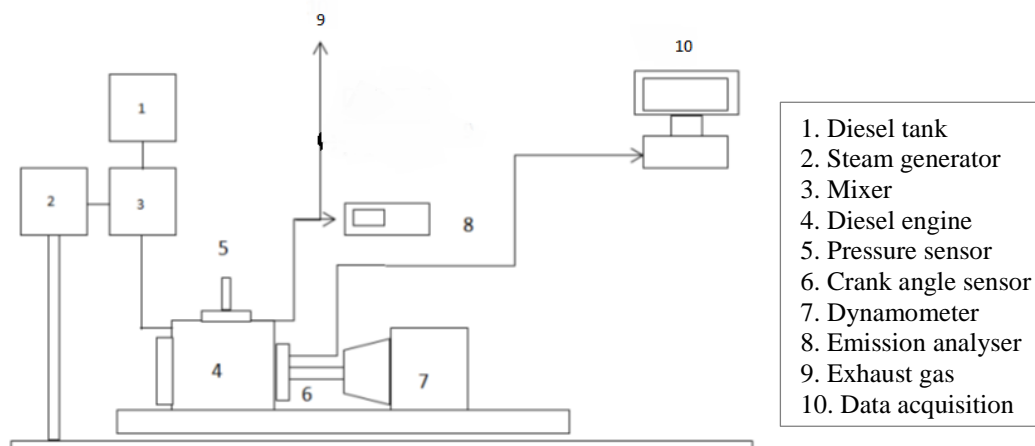 9
10
1
2
3
8
5
4
6
7
1. Diesel tank
2. Steam generator
3. Mixer
4. Diesel engine
5. Pressure sensor
6. Crank angle sensor
7. Dynamometer
8. Emission analyser
9. Exhaust gas
10. Data acquisition